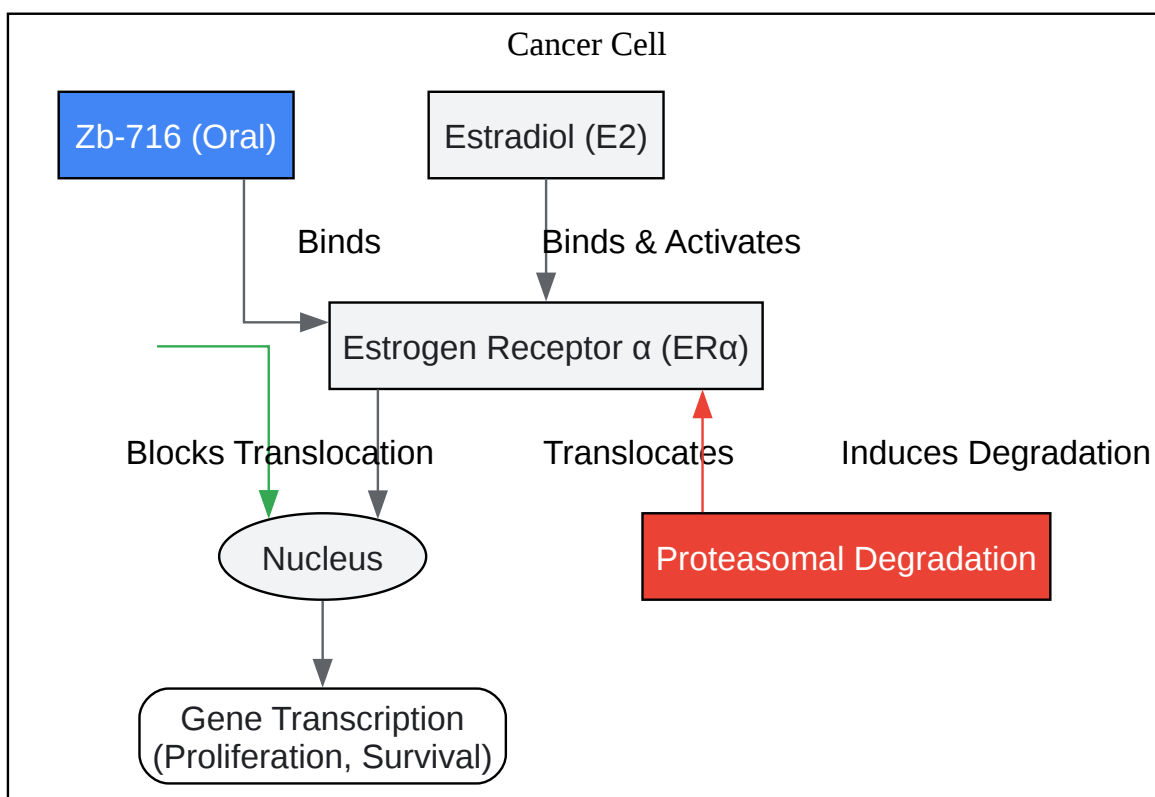 Cancer Cell
Zb-716 (Oral)
Estradiol (E2)
Binds
Binds & Activates
Estrogen Receptor α (ERα)
Blocks Translocation
Translocates
Induces Degradation
Nucleus
Proteasomal Degradation
Gene Transcription
(Proliferation, Survival)